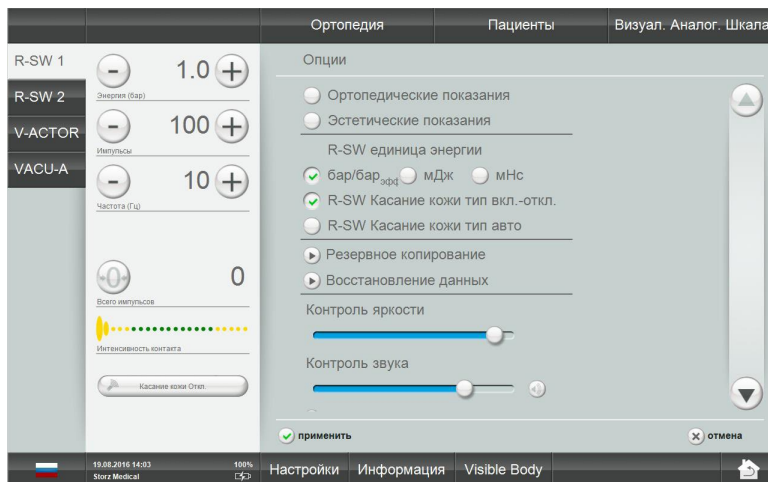 Ортопедия
Пациенты
Визуал. Аналог. Шкала
R-SW 1
R-SW 2
V-ACTOR
VACU-A
1.0
Энергия (бар)
100
Импульсы
10
Частота (Гц)
0
Всего импульсов
Интенсивность контакта
Касание кожи Откл.
Опции
Ортопедические показания
Эстетические показания
R-SW единица энергии
бар/бар эфф мДж мНс
R-SW Касание кожи тип вкл.-откл.
R-SW Касание кожи тип авто
Резервное копирование
Восстановление данных
Контроль яркости
Контроль звука
применить
отмена
19.08.2016 14:03 100%
Storz Medical
Настройки Информация Visible Body